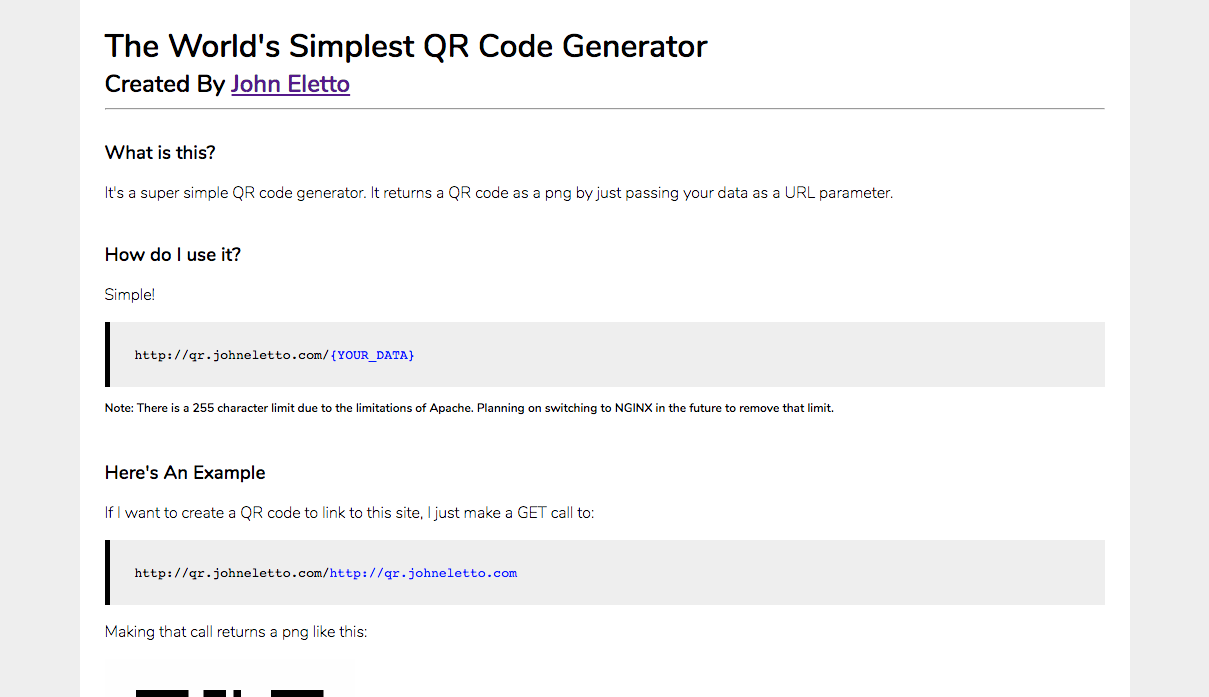 The World's Simplest QR Code Generator
Created By John Eletto
What is this?
It's a super simple QR code generator. It returns a QR code as a png by just passing your data as a URL parameter.
How do I use it?
Simple!
http://qr.johneletto.com/{YOUR_DATA}
Note: There is a 255 character limit due to the limitations of Apache. Planning on switching to NGINX in the future to remove that limit.
Here's An Example
If I want to create a QR code to link to this site, I just make a GET call to:
http://qr.johneletto.com/http://qr.johneletto.com
Making that call returns a png like this: